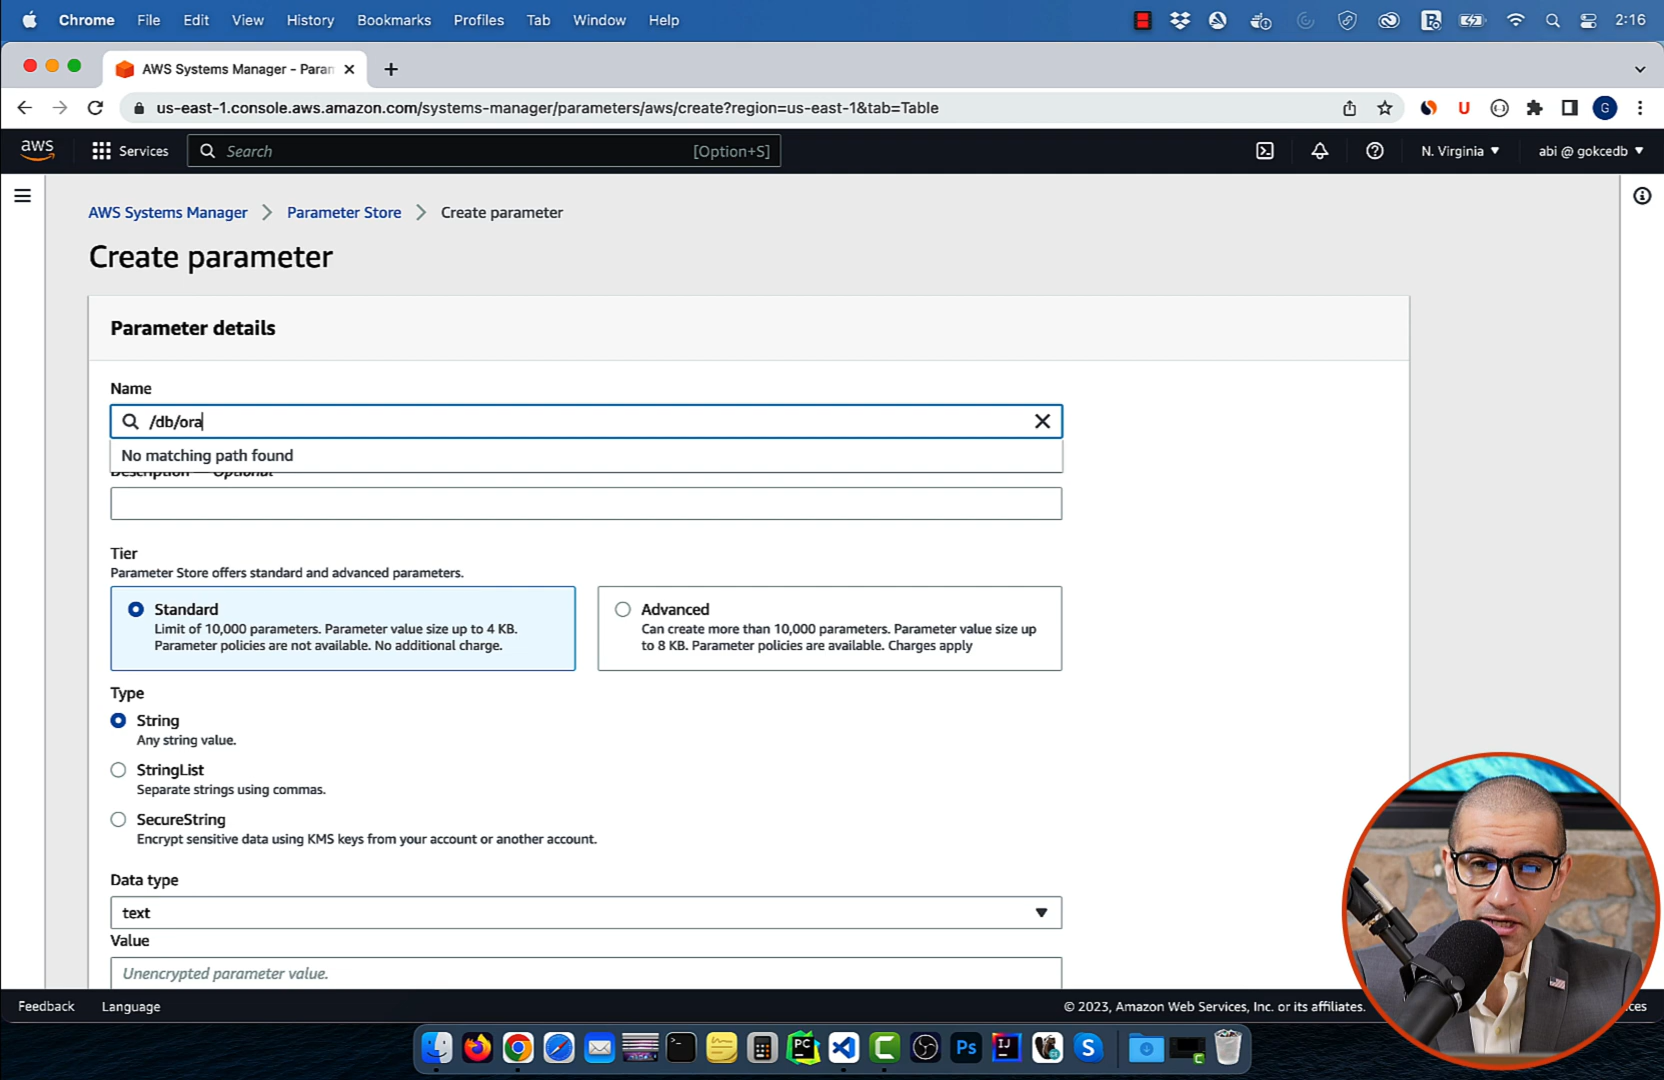 Chrome File Edit View History Bookmarks Profiles Tab Window Help 2:16
AWS Systems Manager - Param
us-east-1.console.aws.amazon.com/systems-manager/parameters/aws/create?region=us-east-1&tab=Table
U G
aws Services Search [Option+S] N. Virginia abi @ gokcedb
AWS Systems Manager > Parameter Store > Create parameter
Create parameter
Parameter details
Name
/db/ora
No matching path found
Description — Optional
Tier
Parameter Store offers standard and advanced parameters.
Standard
Limit of 10,000 parameters. Parameter value size up to 4 KB.
Parameter policies are not available. No additional charge.
Advanced
Can create more than 10,000 parameters. Parameter value size up
to 8 KB. Parameter policies are available. Charges apply
Type
String
Any string value.
StringList
Separate strings using commas.
SecureString
Encrypt sensitive data using KMS keys from your account or another account.
Data type
text
Value
Unencrypted parameter value.
Feedback Language © 2023, Amazon Web Services, Inc. or its affiliates.
PC C Ps IJ S